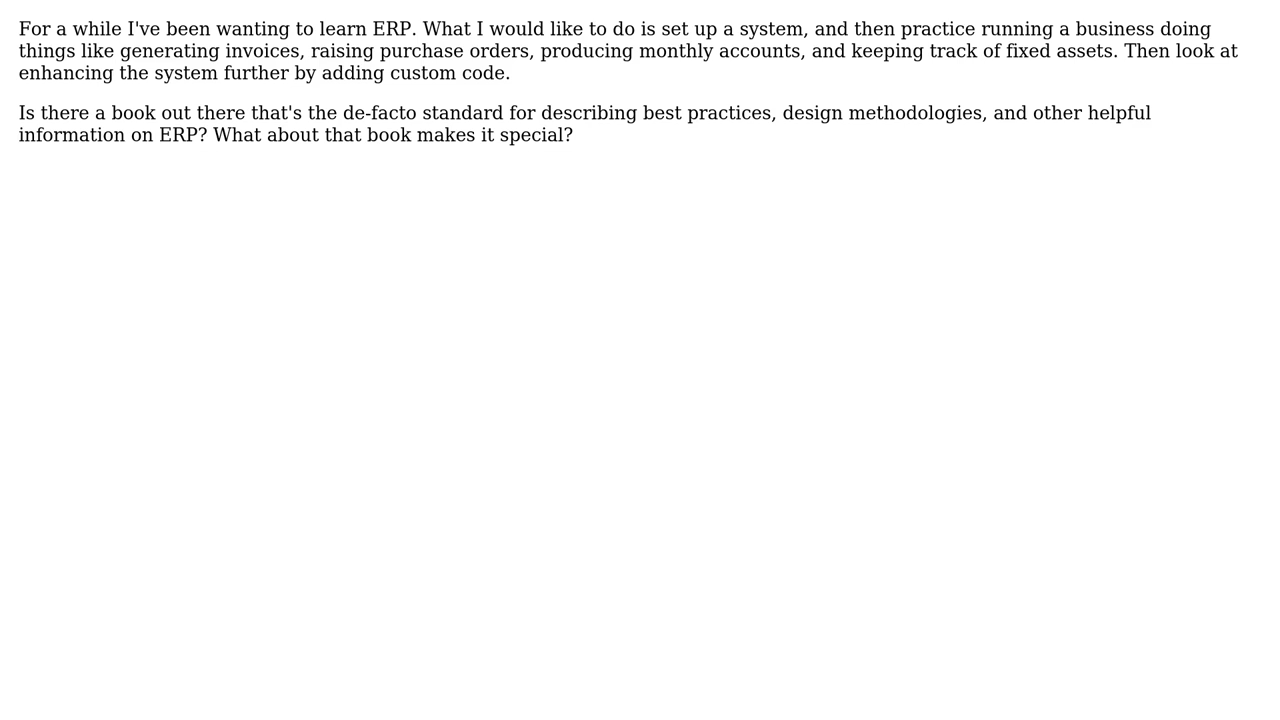 For a while I've been wanting to learn ERP. What I would like to do is set up a system, and then practice running a business doing
things like generating invoices, raising purchase orders, producing monthly accounts, and keeping track of fixed assets. Then look at
enhancing the system further by adding custom code.
Is there a book out there that's the de-facto standard for describing best practices, design methodologies, and other helpful
information on ERP? What about that book makes it special?